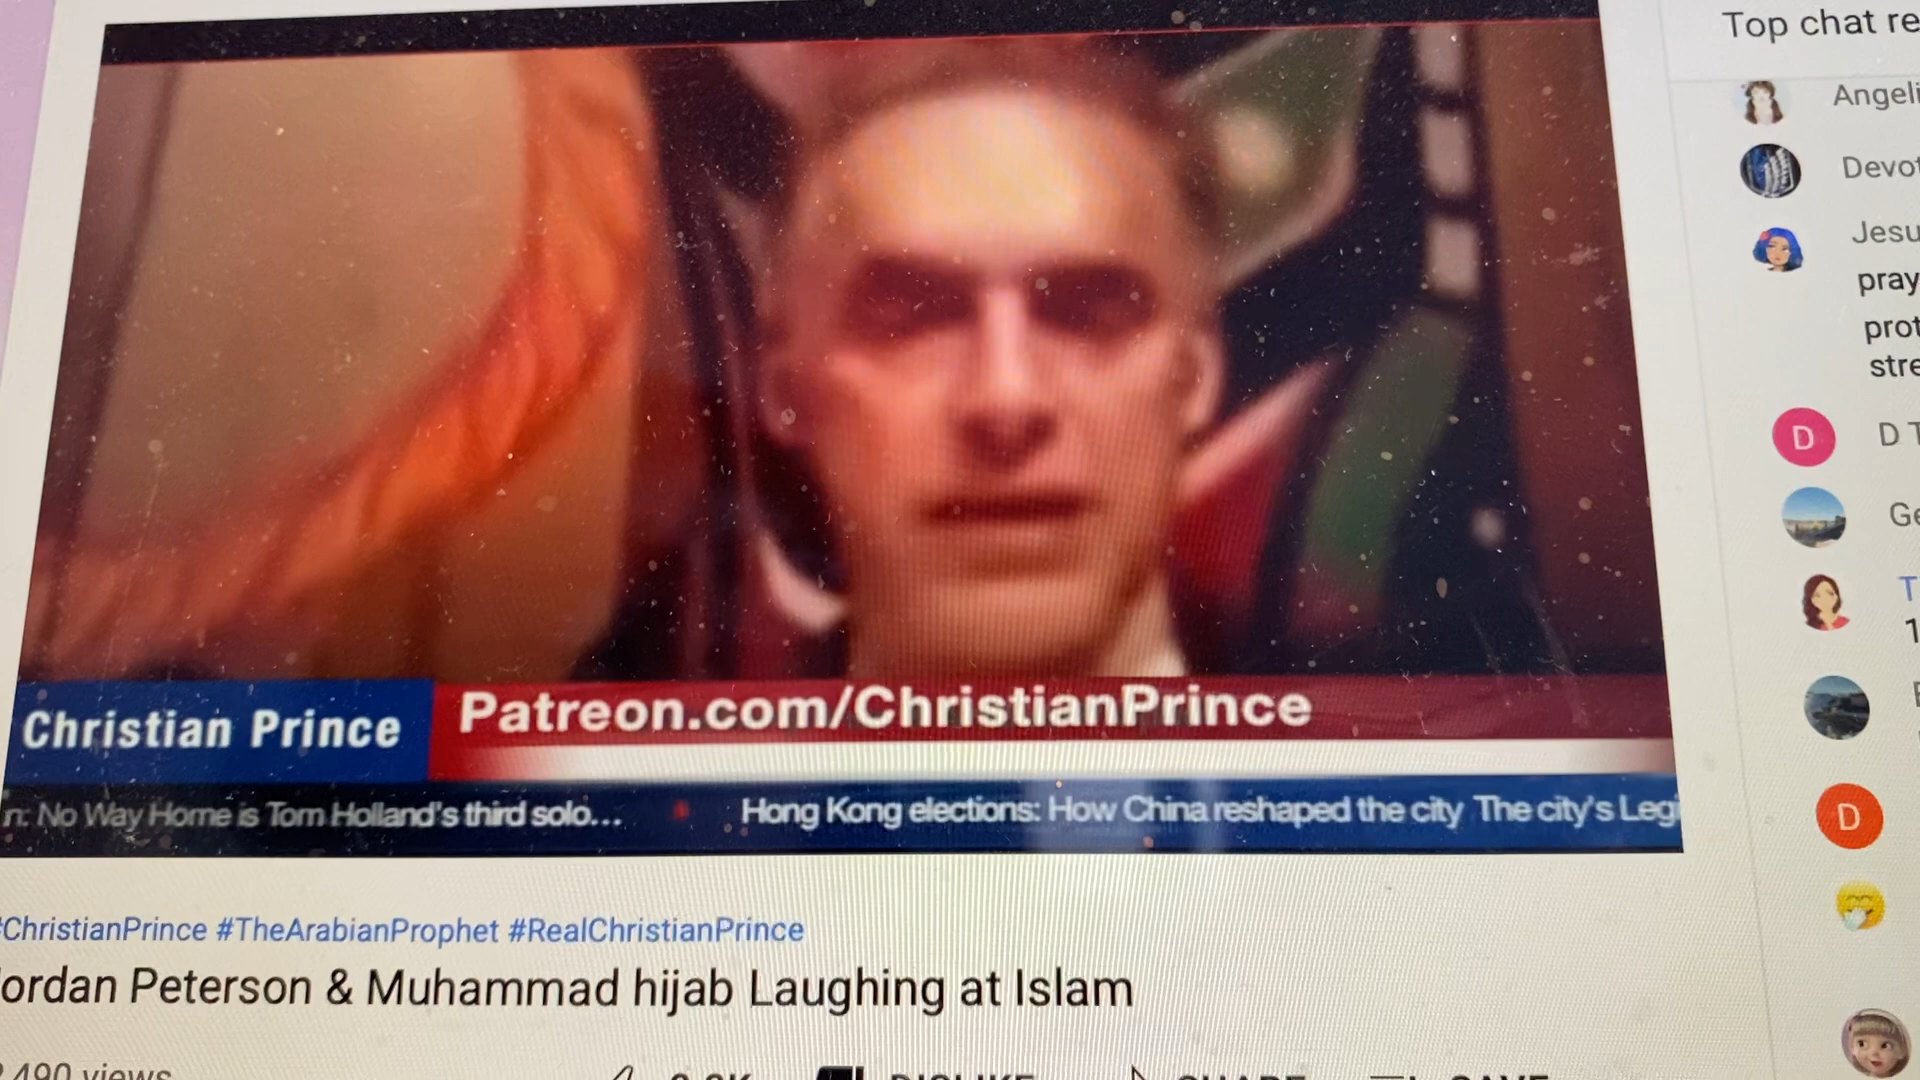 Top chat re
Angeli
Devot
Jesu
pray
prot
stre
D
D T
Ge
T
1
Christian Prince
Patreon.com/ChristianPrince
n: No Way Home is Tom Holland's third solo...
Hong Kong elections: How China reshaped the city The city's Legi
D
#ChristianPrince #TheArabianProphet #RealChristianPrince
Jordan Peterson & Muhammad hijab Laughing at Islam
490 views
DISLIKE
SHARE
SAVE